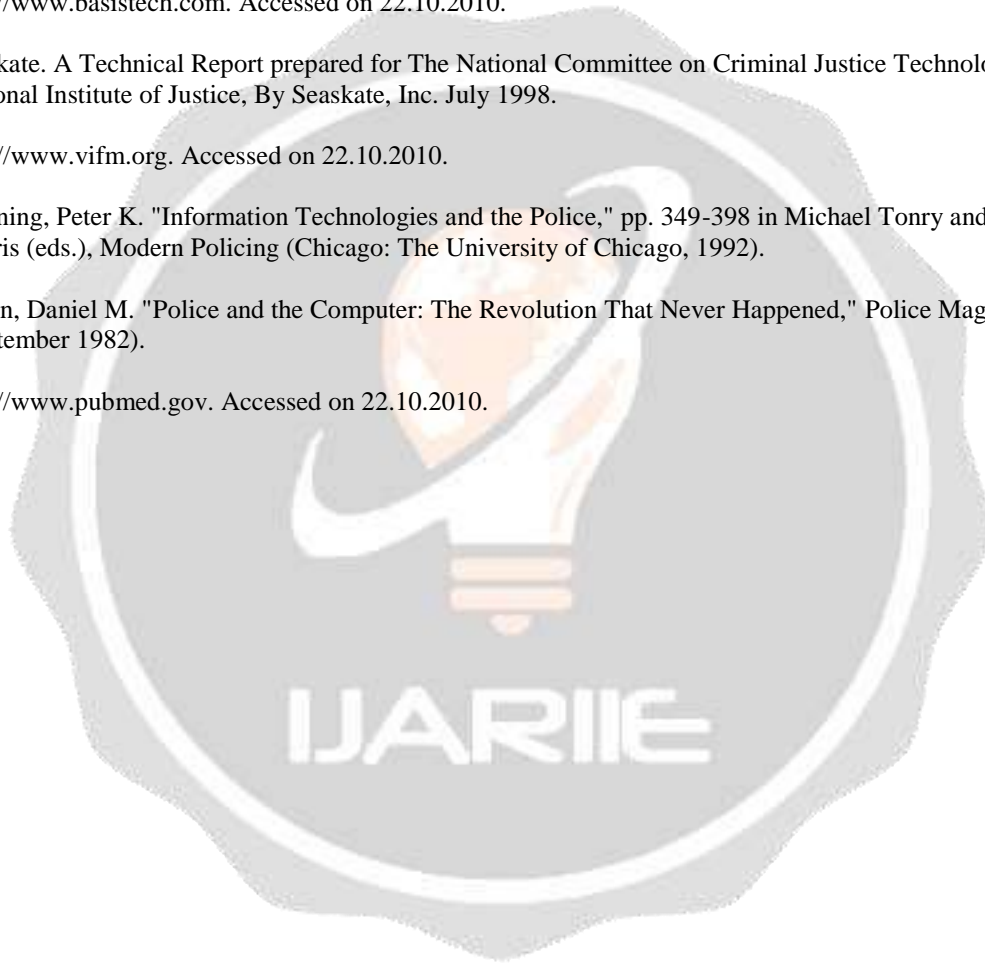 //www.basistech.com. Accessed on 22.10.2010.
kate. A Technical Report prepared for The National Committee on Criminal Justice Technolo
onal Institute of Justice, By Seaskate, Inc. July 1998.
//www.vifm.org. Accessed on 22.10.2010.
ning, Peter K. "Information Technologies and the Police," pp. 349-398 in Michael Tonry and
ris (eds.), Modern Policing (Chicago: The University of Chicago, 1992).
n, Daniel M. "Police and the Computer: The Revolution That Never Happened," Police Mag
tember 1982).
//www.pubmed.gov. Accessed on 22.10.2010.
IJARIIE